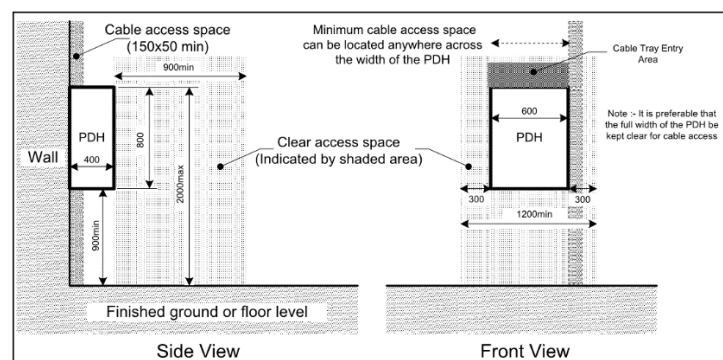 Cable access space
(150x50 min)
900min
PDH
400
800
2000max
Wall
900min
Clear access space
(Indicated by shaded area)
Finished ground or floor level
Side View
Minimum cable access space
can be located anywhere across
the width of the PDH
Cable Tray Entry
Area
600
PDH
Note :- It is preferable that
the full width of the PDH be
kept clear for cable access
300
300
1200min
Front View